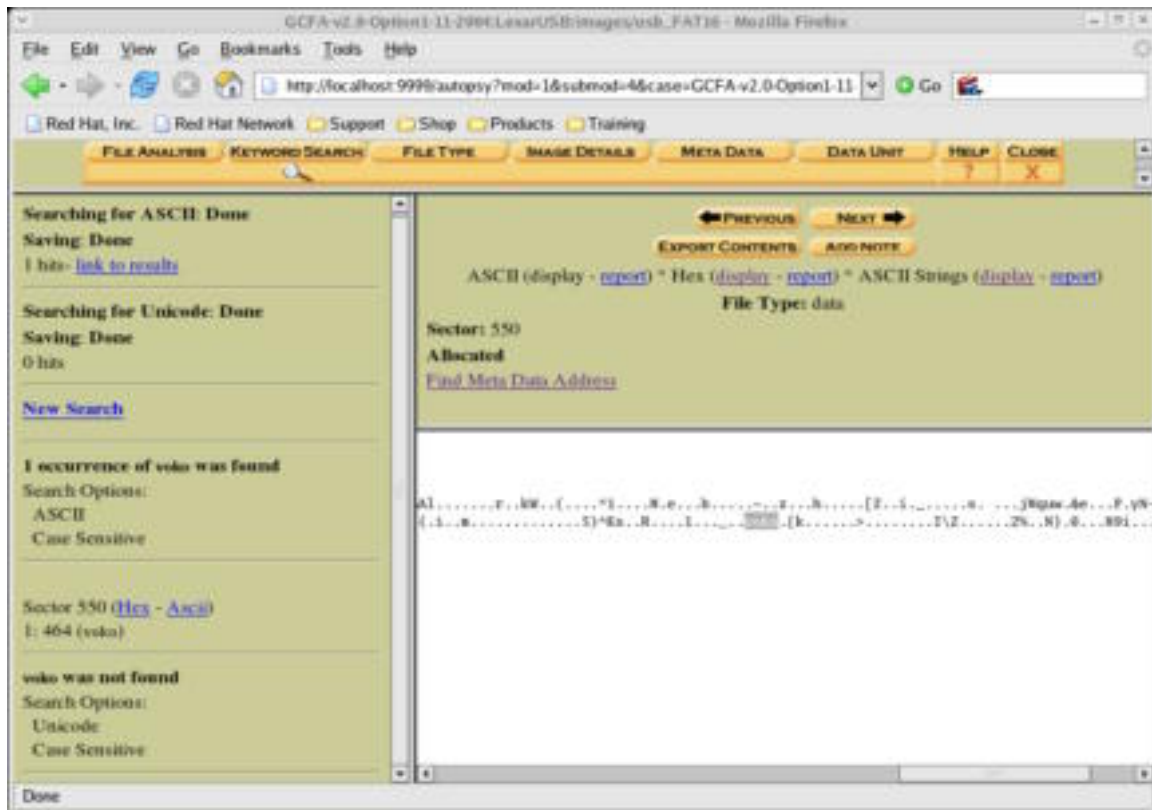 GCFA-v2.0-Option1-11-2004:LexarUSB:images/usb_FAT16 - Mozilla Firefox
File Edit View Go Bookmarks Tools Help
http://localhost:9999/autopsy?mod=1&submod=4&case=GCFA-v2.0-Option1-11 Go
Red Hat, Inc. Red Hat Network Support Shop Products Training
FILE ANALYSIS KEYWORD SEARCH FILE TYPE IMAGE DETAILS META DATA DATA UNIT HELP CLOSE
? X
Searching for ASCII: Done
Saving: Done
1 hits- link to results
Searching for Unicode: Done
Saving: Done
0 hits
New Search
1 occurrence of voko was found
Search Options:
ASCII
Case Sensitive
Sector 550 (Hex - Ascii)
1: 464 (voko)
voko was not found
Search Options:
Unicode
Case Sensitive
PREVIOUS NEXT
EXPORT CONTENTS ADD NOTE
ASCII (display - report) * Hex (display - report) * ASCII Strings (display - report)
File Type: data
Sector: 550
Allocated
Find Meta Data Address
Done